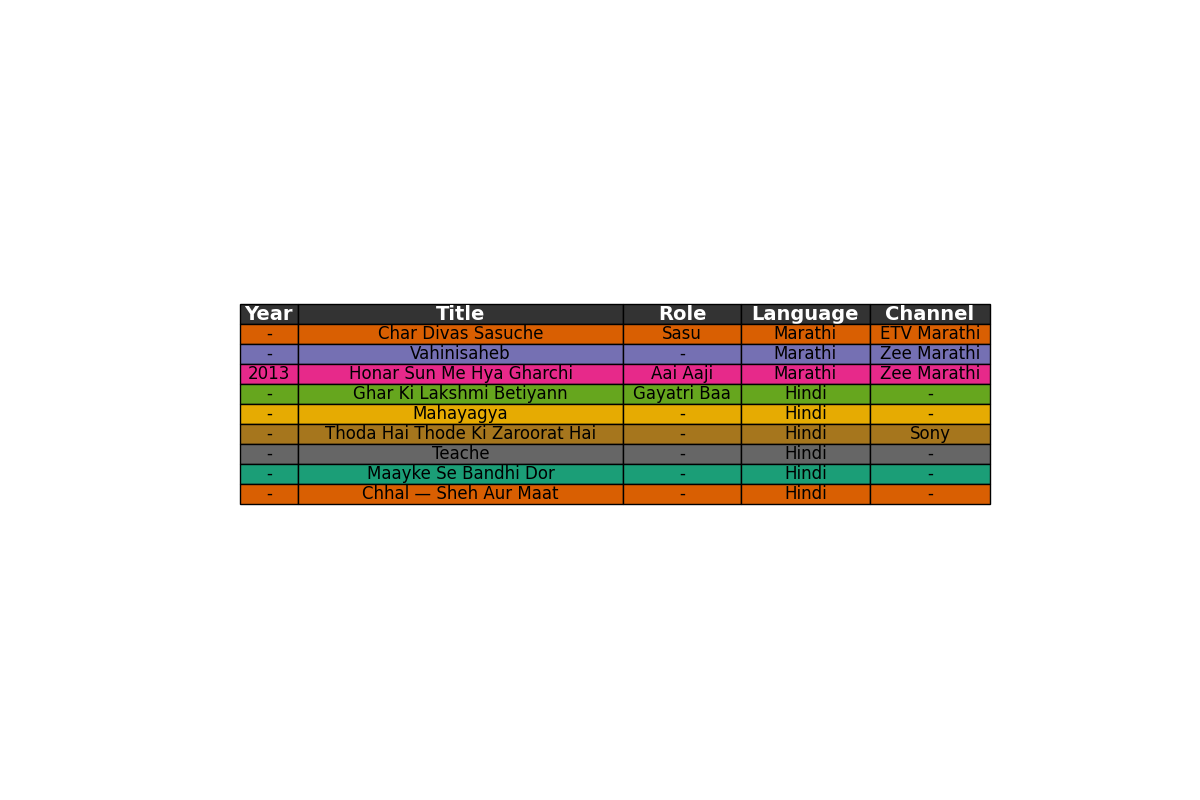 Year Title Role Language Channel
- Char Divas Sasuche Sasu Marathi ETV Marathi
- Vahinisaheb - Marathi Zee Marathi
2013 Honar Sun Me Hya Gharchi Aai Aaji Marathi Zee Marathi
- Ghar Ki Lakshmi Betiyann Gayatri Baa Hindi -
- Mahayagya - Hindi -
- Thoda Hai Thode Ki Zaroorat Hai - Hindi Sony
- Teache - Hindi -
- Maayke Se Bandhi Dor - Hindi -
- Chhal — Sheh Aur Maat - Hindi -